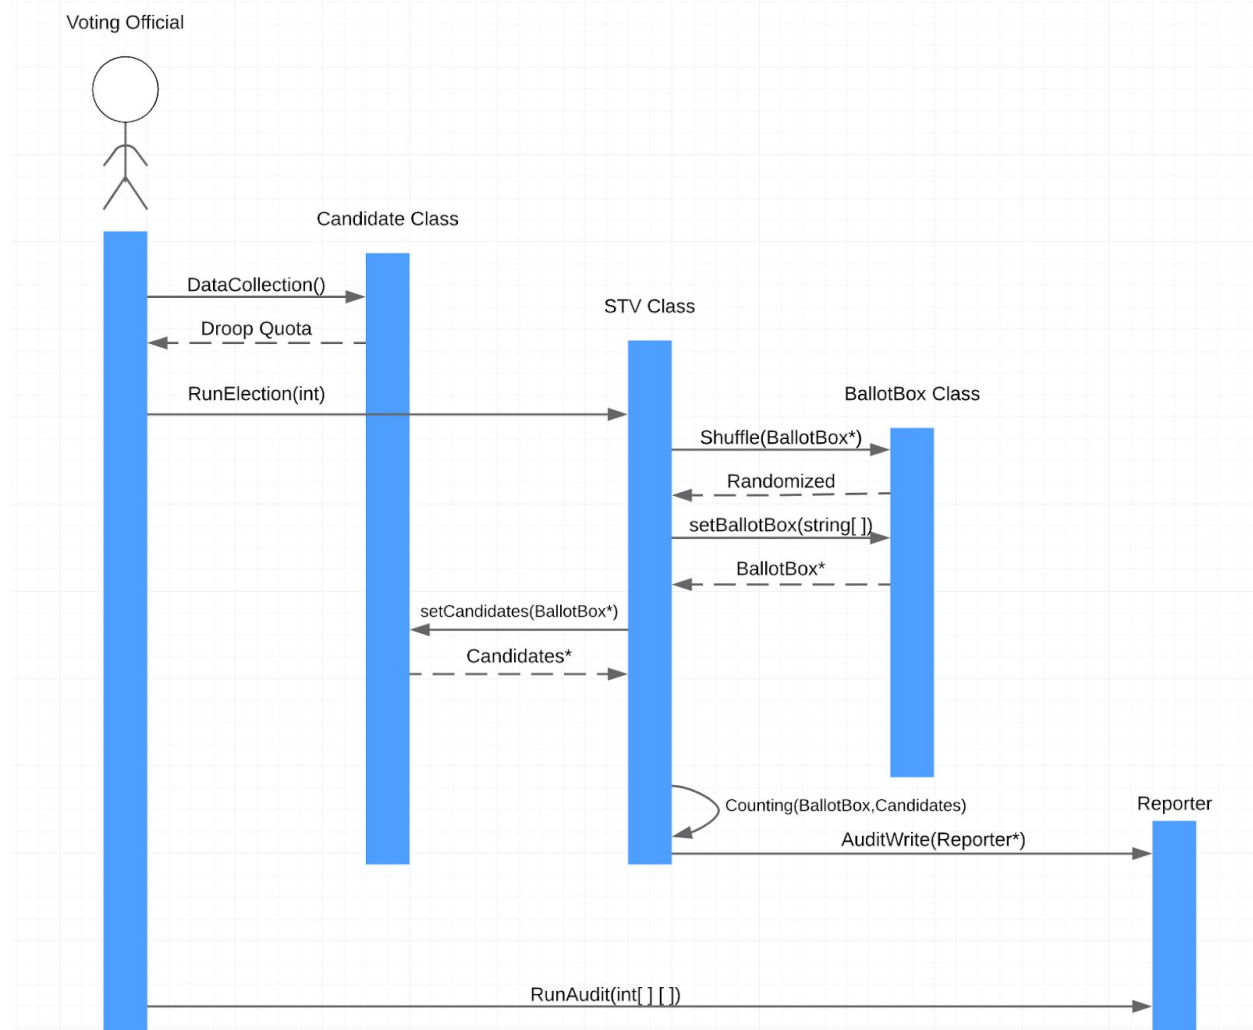 Voting Official
Candidate Class
DataCollection()
STV Class
Droop Quota
RunElection(int)
BallotBox Class
Shuffle(BallotBox*)
Randomized
setBallotBox(string[ ])
BallotBox*
setCandidates(BallotBox*)
Candidates*
Counting(BallotBox,Candidates)
Reporter
AuditWrite(Reporter*)
RunAudit(int[ ] [ ])